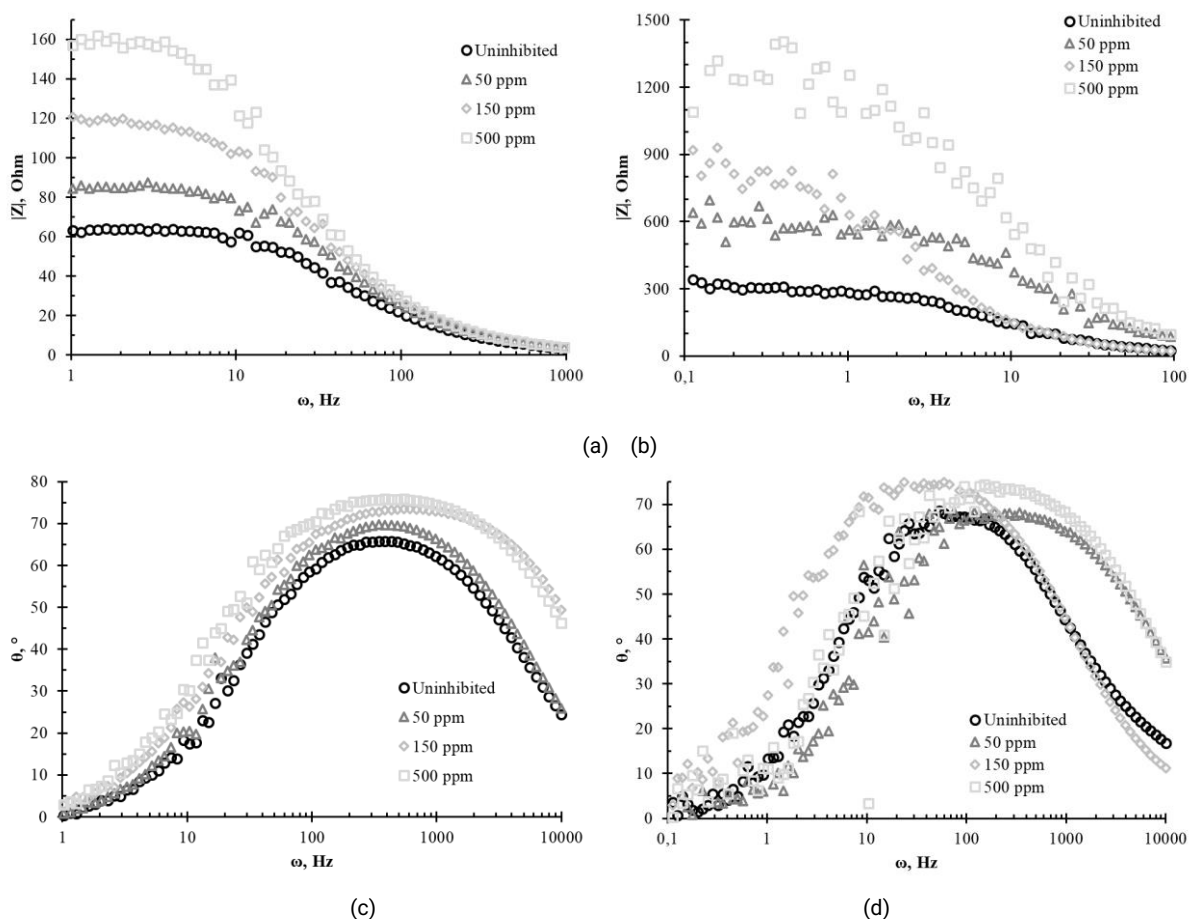 160
140
120
100
80
60
40
20
0
|Z|, Ohm
Uninhibited
50 ppm
150 ppm
500 ppm
1 10 100 1000
ω, Hz
1500
1200
900
600
300
0
|Z|, Ohm
Uninhibited
50 ppm
150 ppm
500 ppm
0,1 1 10 100
ω, Hz
(a) (b)
80
70
60
50
40
30
20
10
0
θ, °
Uninhibited
50 ppm
150 ppm
500 ppm
1 10 100 1000 10000
ω, Hz
70
60
50
40
30
20
10
0
θ, °
Uninhibited
50 ppm
150 ppm
500 ppm
0,1 1 10 100 1000 10000
ω, Hz
(c) (d)